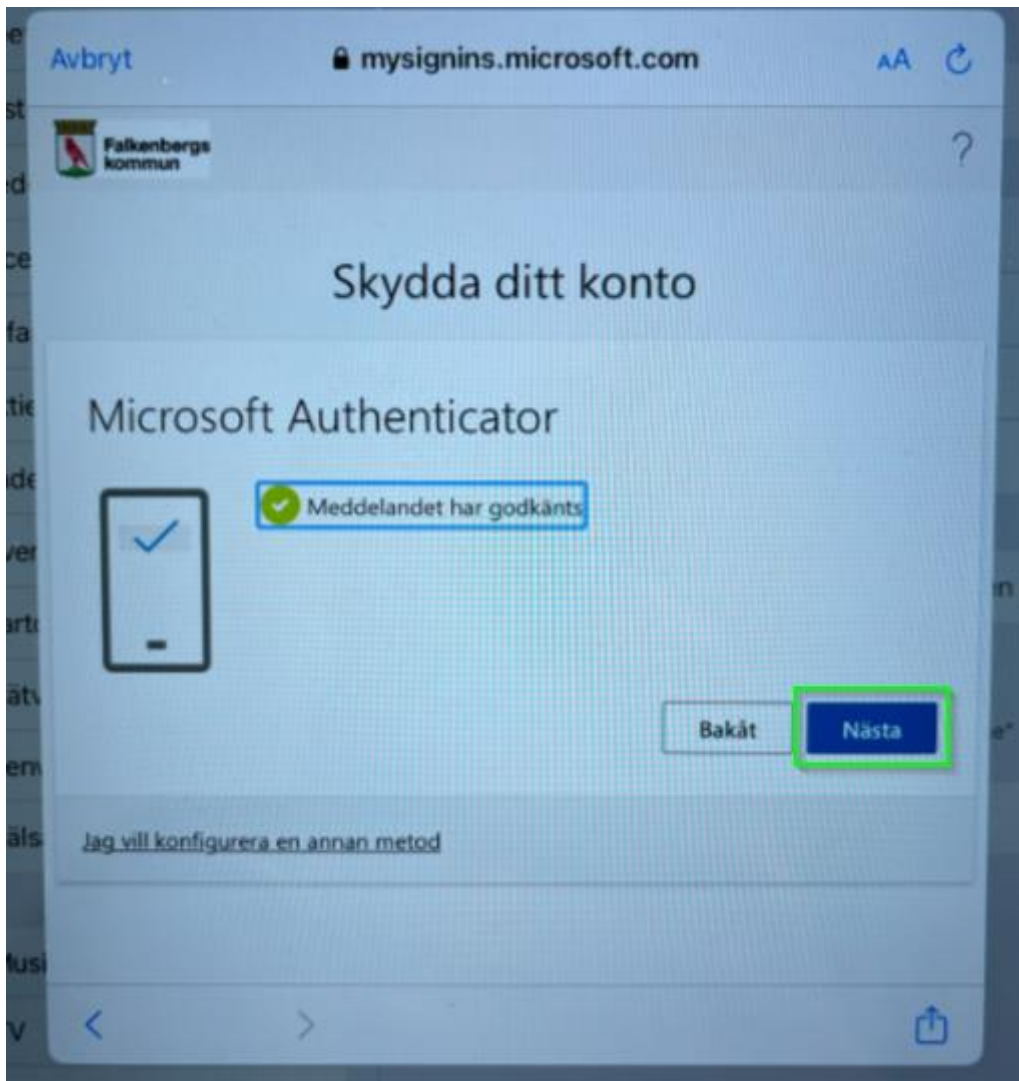 Avbryt
mysignins.microsoft.com
AA
Falkenbergs
kommun
?
Skydda ditt konto
Microsoft Authenticator
Meddelandet har godkänts
Bakåt
Nästa
Jag vill konfigurera en annan metod